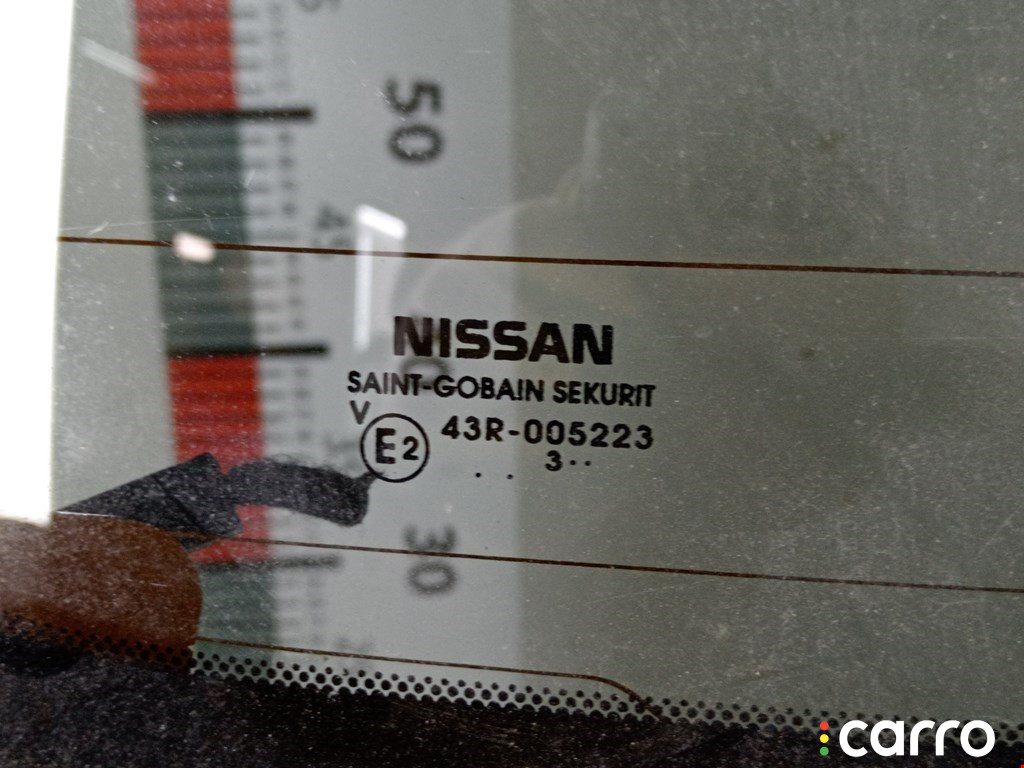 50
NISSAN
SAINT-GOBAIN SEKURIT
V
E2 43R-005223
. . 3..
30
carro